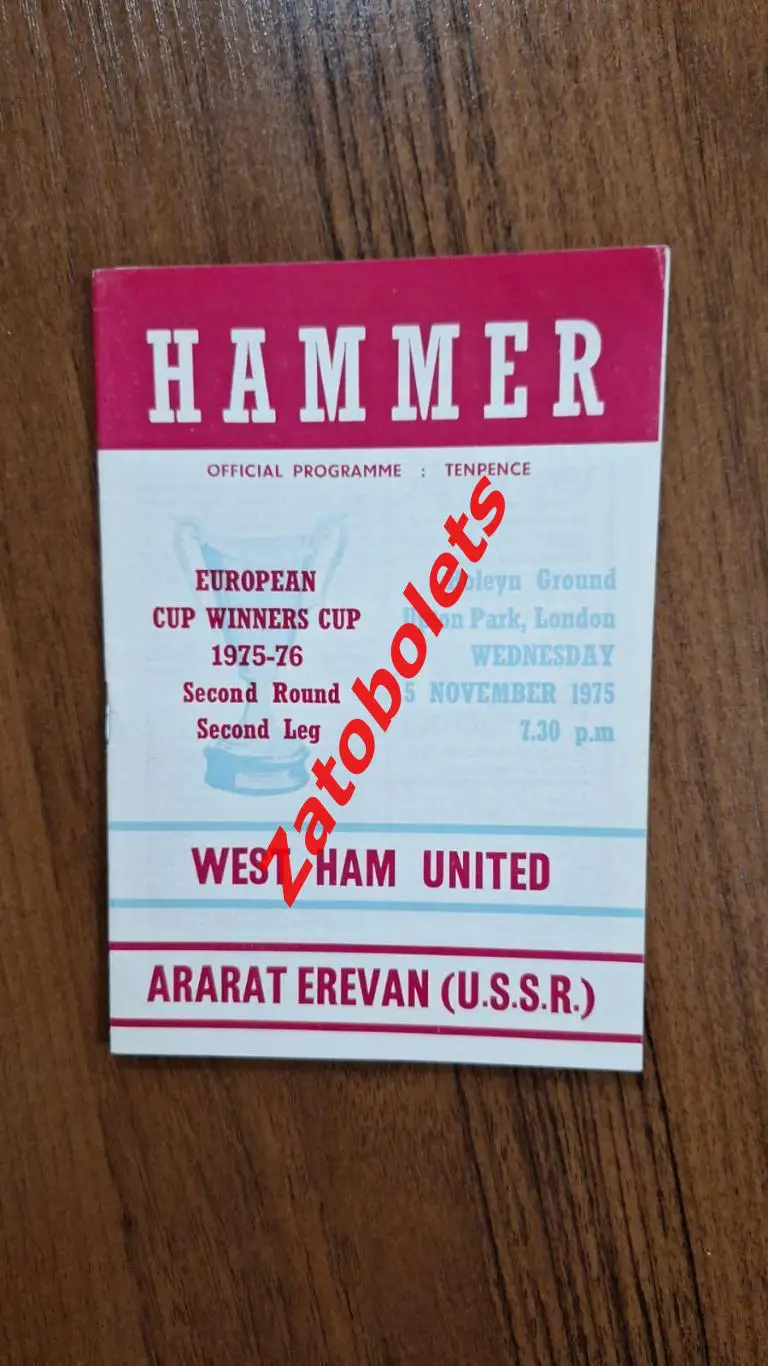 HAMMER
OFFICIAL PROGRAMME : TENPENCE
EUROPEAN
CUP WINNERS CUP
1975-76
Second Round
Second Leg
Ground
Park, London
WEDNESDAY
5 NOVEMBER 1975
7.30 p.m
Zatobolets
WEST HAM UNITED
ARARAT EREVAN (U.S.S.R.)